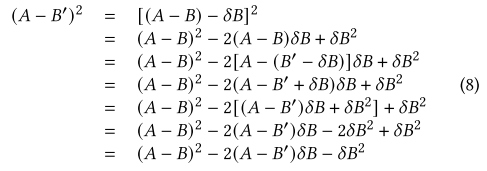 (A − B′)² = [(A − B) − δB]²
= (A − B)² − 2(A − B)δB + δB²
= (A − B)² − 2[A − (B′ − δB)]δB + δB²
= (A − B)² − 2(A − B′ + δB)δB + δB² (8)
= (A − B)² − 2[(A − B′)δB + δB²] + δB²
= (A − B)² − 2(A − B′)δB − 2δB² + δB²
= (A − B)² − 2(A − B′)δB − δB²